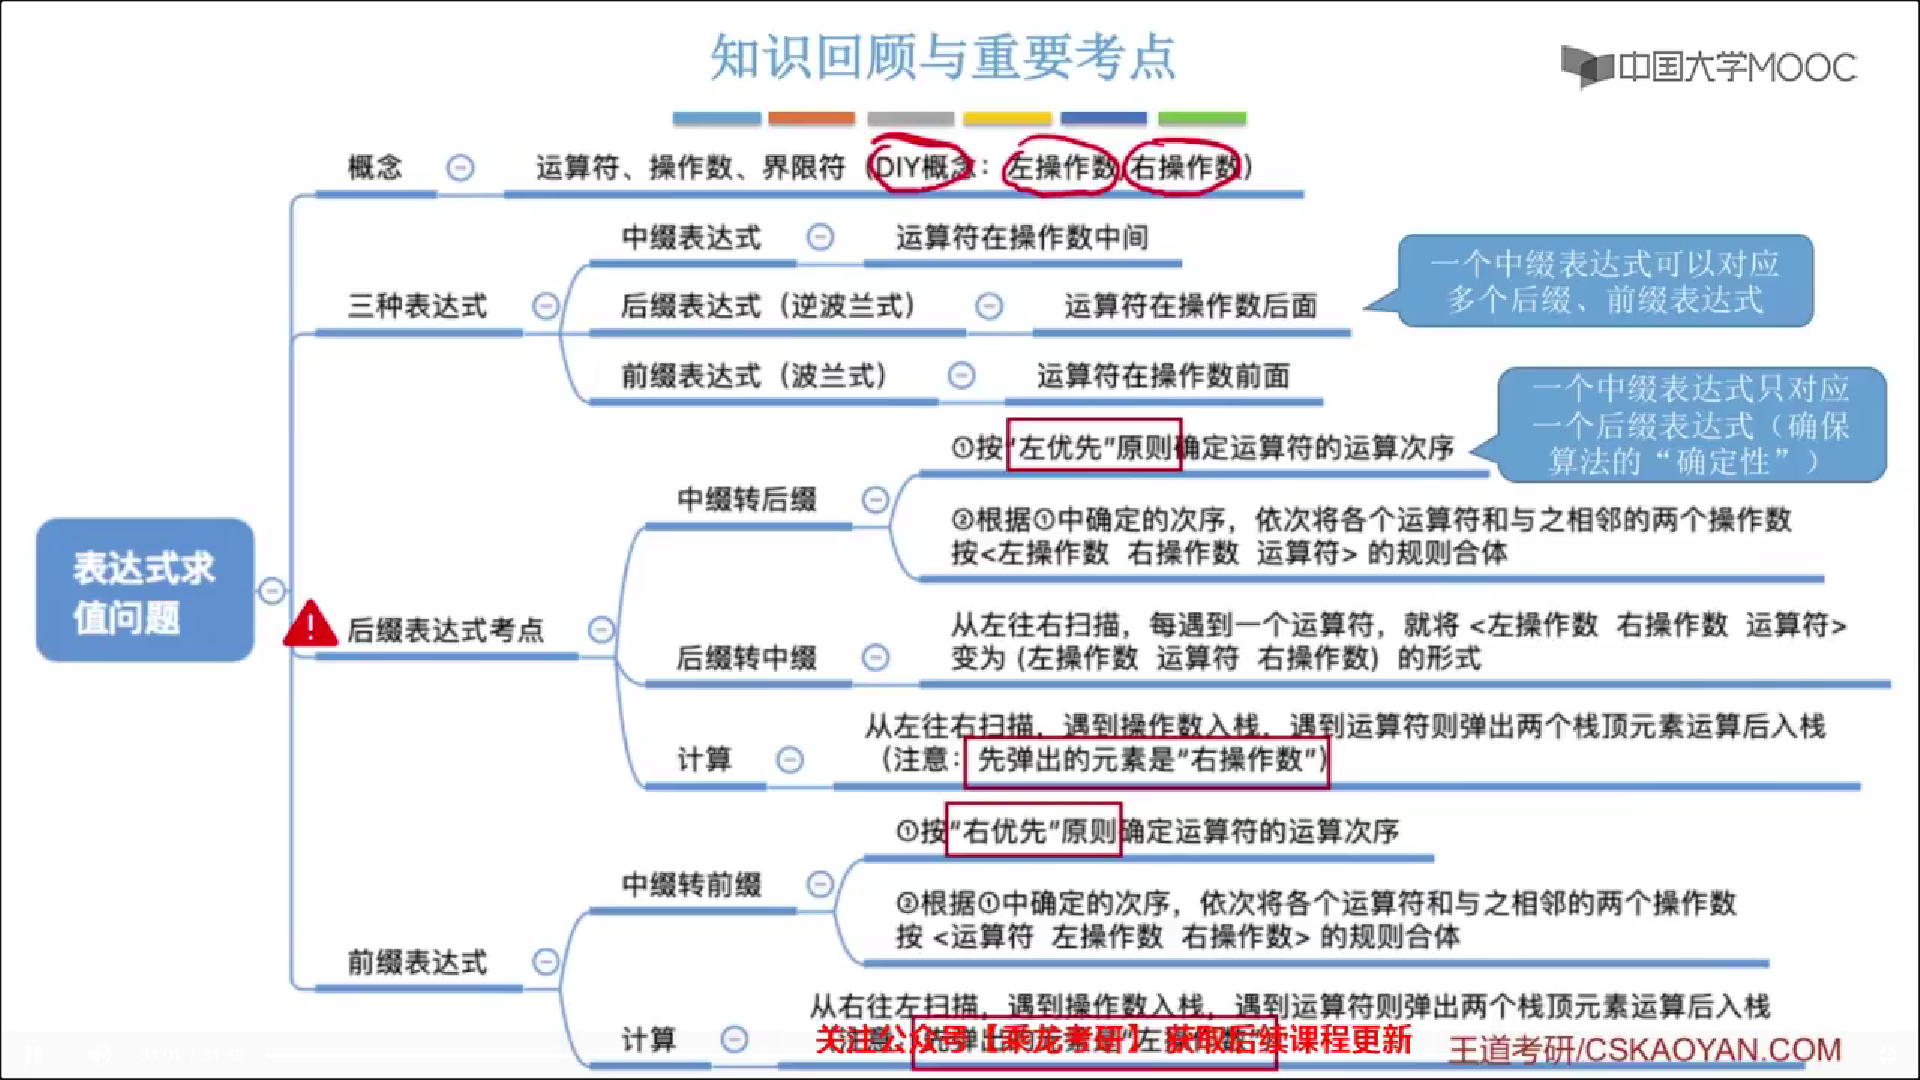 知识回顾与重要考点
中国大学MOOC
概念
运算符、操作数、界限符（DIY概念：左操作数/右操作数）
中缀表达式
运算符在操作数中间
一个中缀表达式可以对应
多个后缀、前缀表达式
三种表达式
后缀表达式（逆波兰式）
运算符在操作数后面
前缀表达式（波兰式）
运算符在操作数前面
①按“左优先”原则确定运算符的运算次序
一个中缀表达式只对应
一个后缀表达式（确保
算法的“确定性”）
中缀转后缀
②根据①中确定的次序，依次将各个运算符和与之相邻的两个操作数
按<左操作数 右操作数 运算符> 的规则合体
表达式求
值问题
后缀表达式考点
后缀转中缀
从左往右扫描，每遇到一个运算符，就将 <左操作数 右操作数 运算符>
变为 (左操作数 运算符 右操作数) 的形式
计算
从左往右扫描，遇到操作数入栈，遇到运算符则弹出两个栈顶元素运算后入栈
（注意：先弹出的元素是“右操作数”）
①按“右优先”原则确定运算符的运算次序
中缀转前缀
②根据①中确定的次序，依次将各个运算符和与之相邻的两个操作数
按 <运算符 左操作数 右操作数> 的规则合体
前缀表达式
计算
从右往左扫描，遇到操作数入栈，遇到运算符则弹出两个栈顶元素运算后入栈
关注公众号【乘龙考研】获取后续课程更新
王道考研/CSKAOYAN.COM